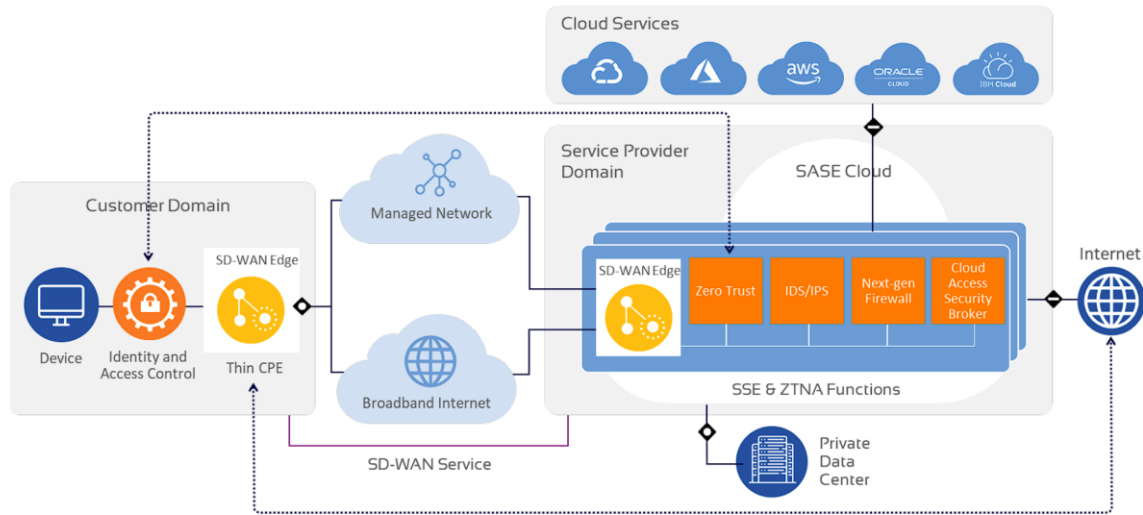 Cloud Services
aws
ORACLE
CLOUD
IBM Cloud
Service Provider
Domain
SASE Cloud
Customer Domain
Managed Network
SD-WAN Edge
SD-WAN Edge
Zero Trust
IDS/IPS
Next-gen
Firewall
Cloud
Access
Security
Broker
Internet
Device
Identity and
Access Control
Thin CPE
Broadband Internet
SSE & ZTNA Functions
SD-WAN Service
Private
Data
Center